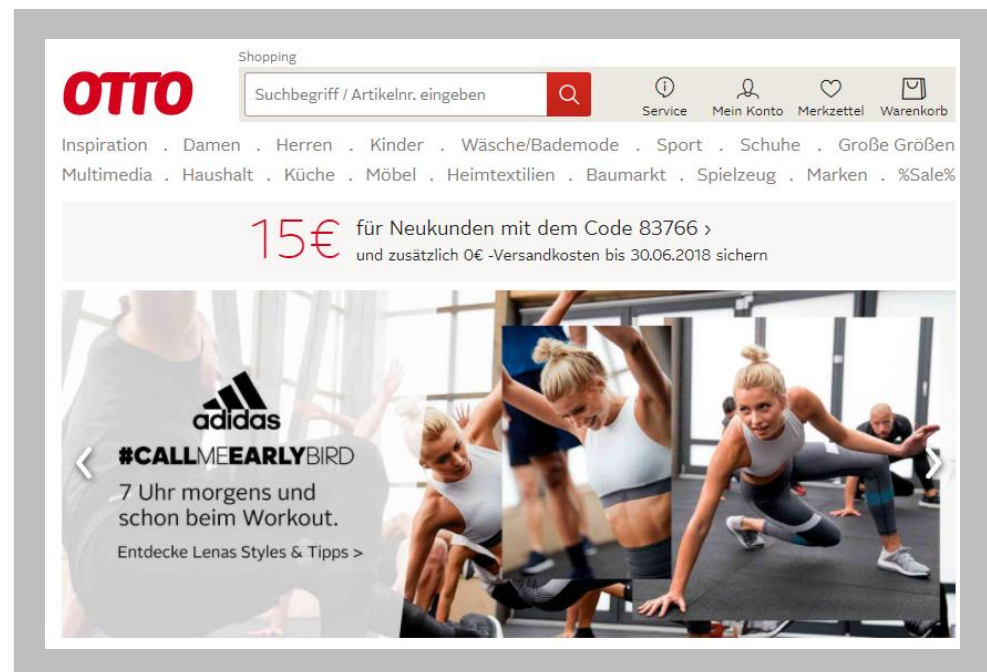 Shopping
OTTO
Suchbegriff / Artikelnr. eingeben
Service Mein Konto Merkzettel Warenkorb
Inspiration . Damen . Herren . Kinder . Wäsche/Bademode . Sport . Schuhe . Große Größen
Multimedia . Haushalt . Küche . Möbel . Heimtextilien . Baumarkt . Spielzeug . Marken . %Sale%
15€ für Neukunden mit dem Code 83766 ›
und zusätzlich 0€ -Versandkosten bis 30.06.2018 sichern
adidas
#CALLMEEARLYBIRD
7 Uhr morgens und
schon beim Workout.
Entdecke Lenas Styles & Tipps >